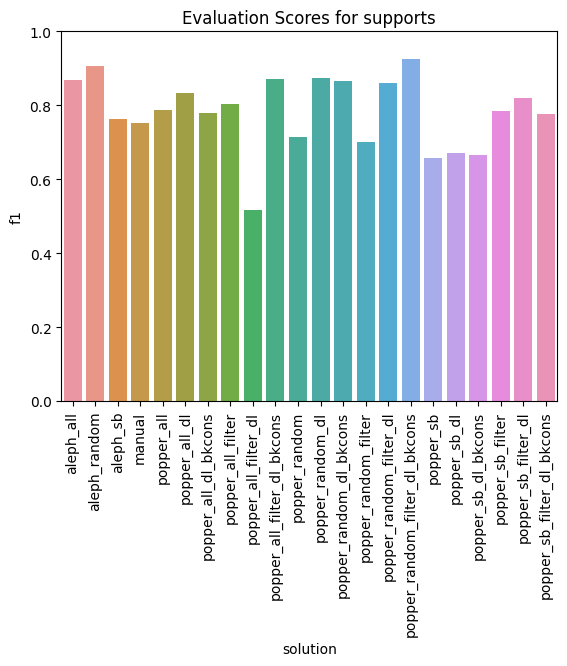 Evaluation Scores for supports
1.0
0.8
0.6
0.4
0.2
0.0
f1
aleph_all
aleph_random
aleph_sb
manual
popper_all
popper_all_dl
popper_all_dl_bkcons
popper_all_filter
popper_all_filter_dl
popper_all_filter_dl_bkcons
popper_random
popper_random_dl
popper_random_dl_bkcons
popper_random_filter
popper_random_filter_dl
popper_random_filter_dl_bkcons
popper_sb
popper_sb_dl
popper_sb_dl_bkcons
popper_sb_filter
popper_sb_filter_dl
popper_sb_filter_dl_bkcons
solution